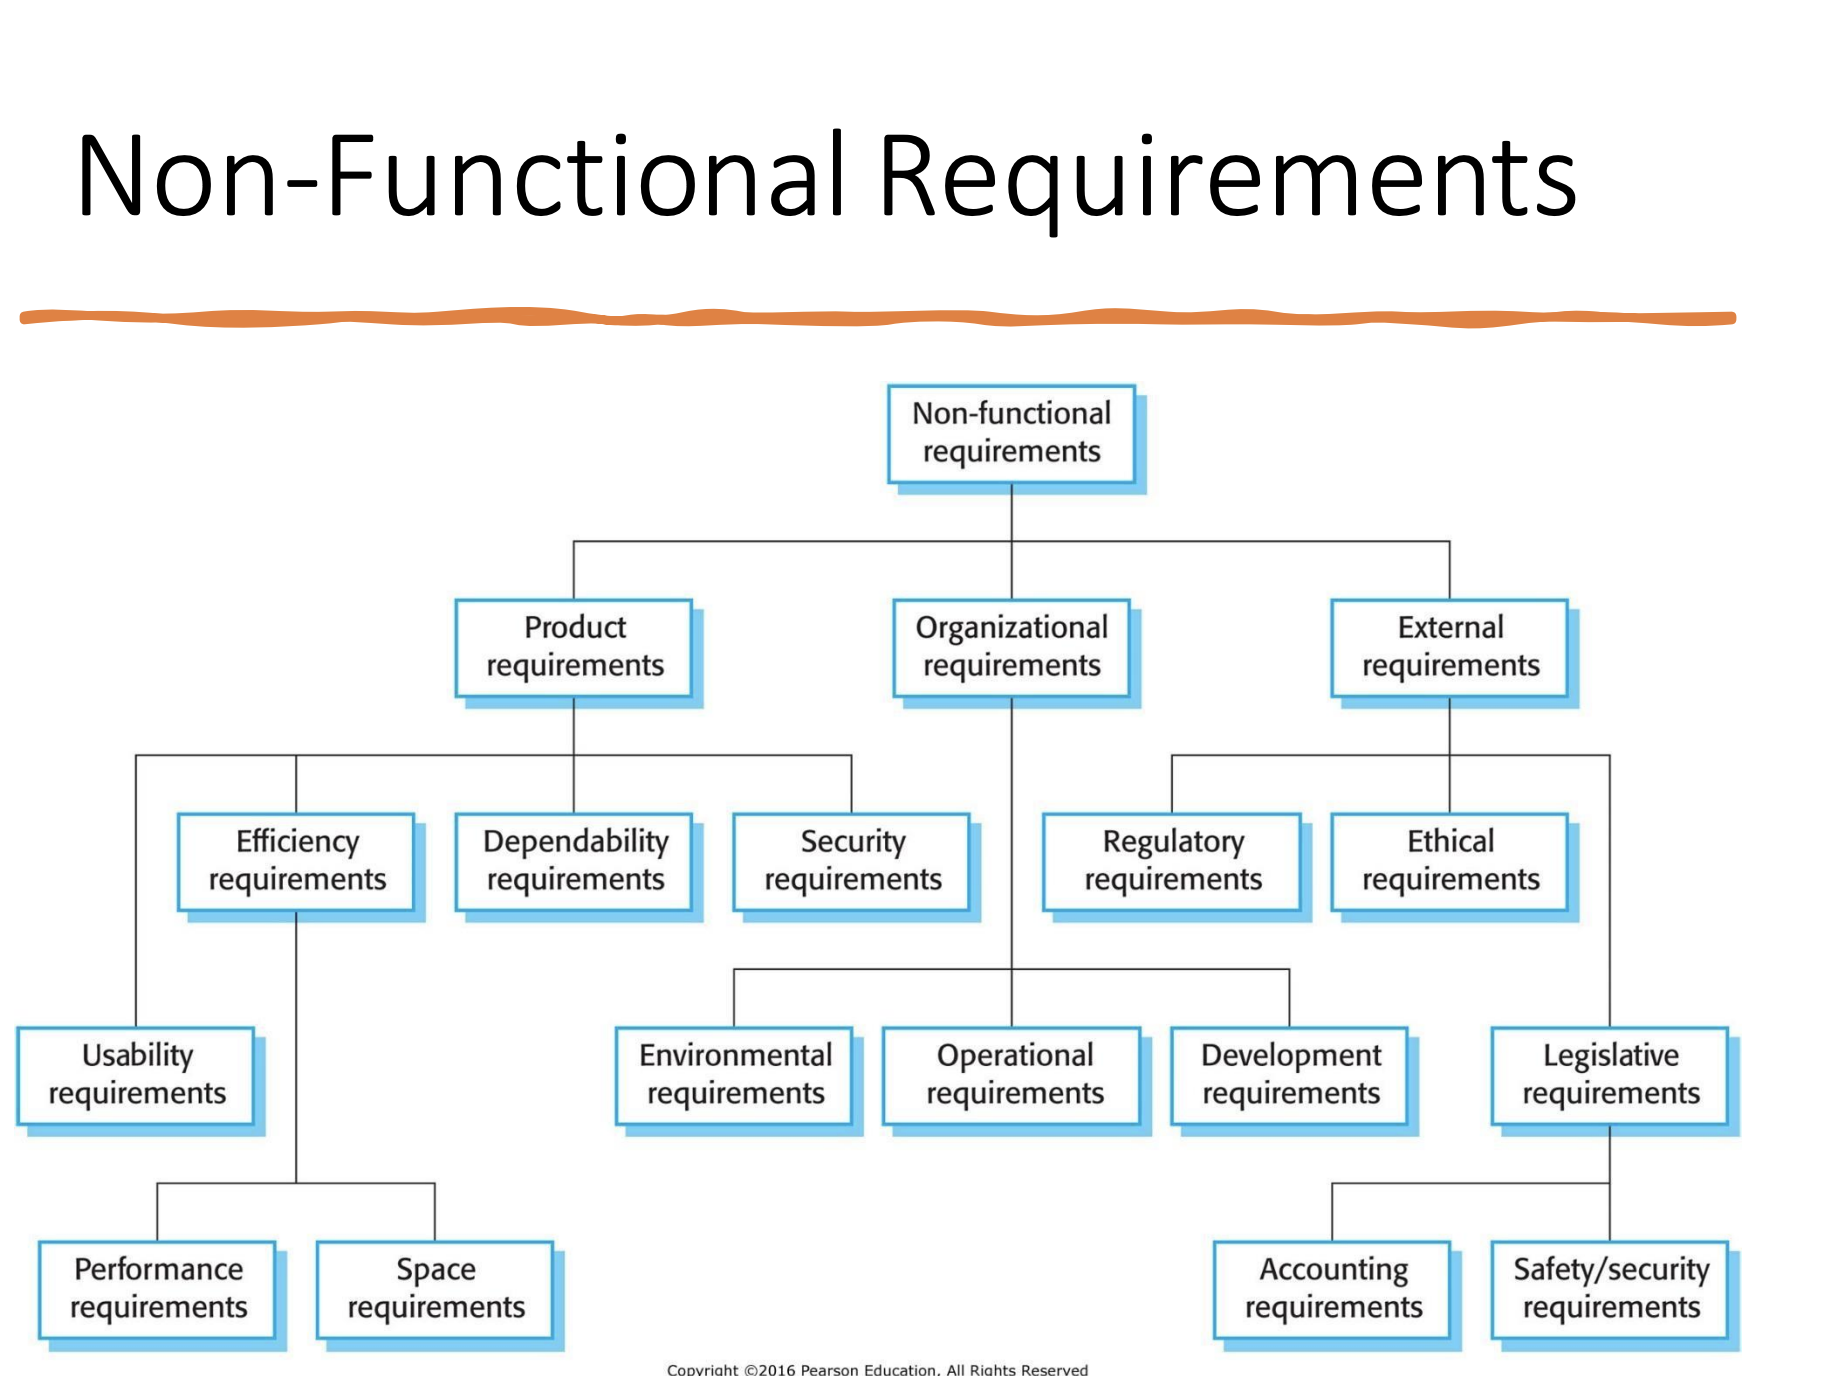 Non-Functional Requirements
Non-functional
requirements
Product
requirements
Organizational
requirements
External
requirements
Efficiency
requirements
Dependability
requirements
Security
requirements
Regulatory
requirements
Ethical
requirements
Usability
requirements
Environmental
requirements
Operational
requirements
Development
requirements
Legislative
requirements
Performance
requirements
Space
requirements
Accounting
requirements
Safety/security
requirements
Copyright ©2016 Pearson Education, All Rights Reserved